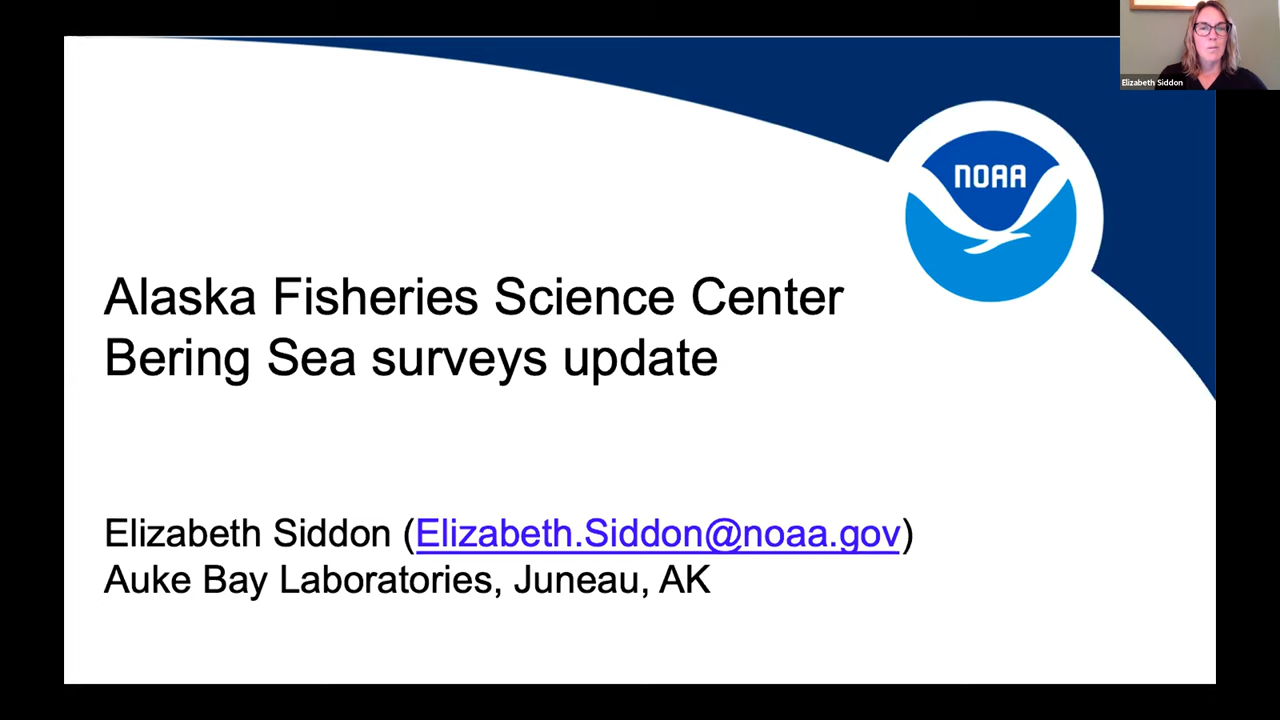 Elizabeth Siddon
NOAA
Alaska Fisheries Science Center
Bering Sea surveys update
Elizabeth Siddon (Elizabeth.Siddon@noaa.gov)
Auke Bay Laboratories, Juneau, AK